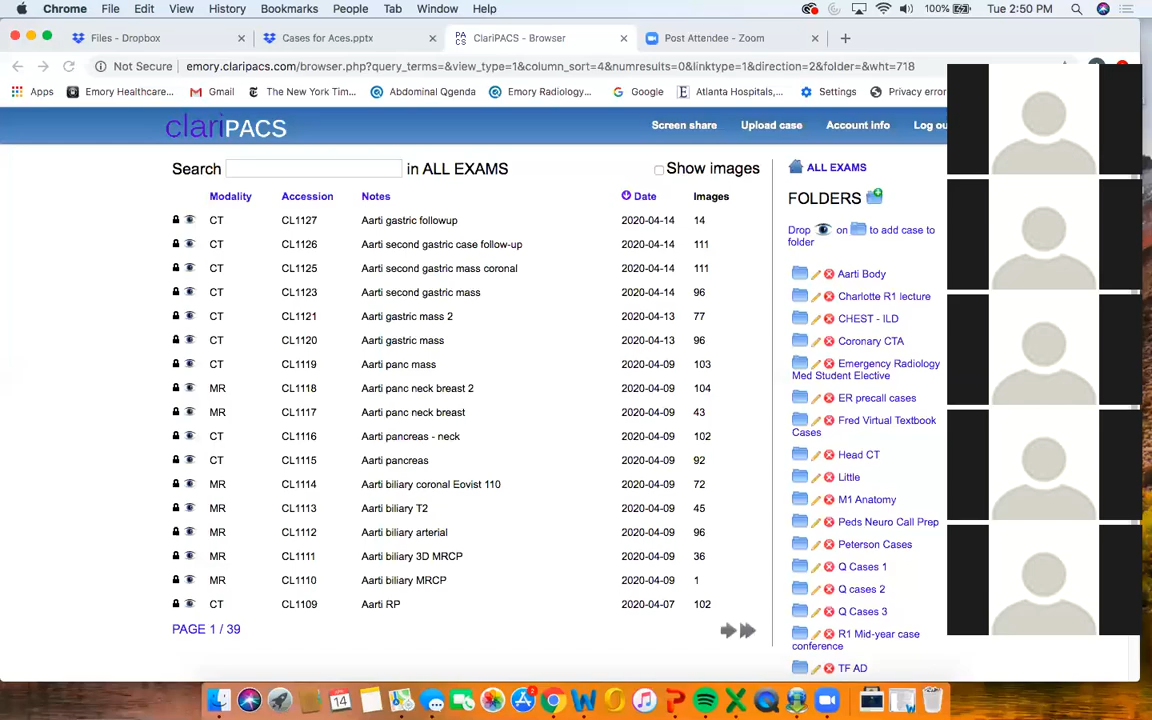 Chrome File Edit View History Bookmarks People Tab Window Help 100% Tue 2:50 PM
Files - Dropbox Cases for Aces.pptx PACS ClariPACS - Browser Post Attendee - Zoom
Not Secure emory.claripacs.com/browser.php?query_terms=&view_type=1&column_sort=4&numresults=0&linktype=1&direction=2&folder=&wht=718
Apps Emory Healthcare... Gmail The New York Tim... Abdominal Qgenda Emory Radiology... Google Atlanta Hospitals,... Settings Privacy error
clariPACS Screen share Upload case Account info Log ou
Search in ALL EXAMS Show images
Modality Accession Notes Date Images
CT CL1127 Aarti gastric followup 2020-04-14 14
CT CL1126 Aarti second gastric case follow-up 2020-04-14 111
CT CL1125 Aarti second gastric mass coronal 2020-04-14 111
CT CL1123 Aarti second gastric mass 2020-04-14 96
CT CL1121 Aarti gastric mass 2 2020-04-13 77
CT CL1120 Aarti gastric mass 2020-04-13 96
CT CL1119 Aarti panc mass 2020-04-09 103
MR CL1118 Aarti panc neck breast 2 2020-04-09 104
MR CL1117 Aarti panc neck breast 2020-04-09 43
CT CL1116 Aarti pancreas - neck 2020-04-09 102
CT CL1115 Aarti pancreas 2020-04-09 92
MR CL1114 Aarti biliary coronal Eovist 110 2020-04-09 72
MR CL1113 Aarti biliary T2 2020-04-09 45
MR CL1112 Aarti biliary arterial 2020-04-09 96
MR CL1111 Aarti biliary 3D MRCP 2020-04-09 36
MR CL1110 Aarti biliary MRCP 2020-04-09 1
CT CL1109 Aarti RP 2020-04-07 102
PAGE 1 / 39
ALL EXAMS
FOLDERS
Drop on to add case to
folder
Aarti Body
Charlotte R1 lecture
CHEST - ILD
Coronary CTA
Emergency Radiology
Med Student Elective
ER precall cases
Fred Virtual Textbook
Cases
Head CT
Little
M1 Anatomy
Peds Neuro Call Prep
Peterson Cases
Q Cases 1
Q cases 2
Q Cases 3
R1 Mid-year case
conference
TF AD
14